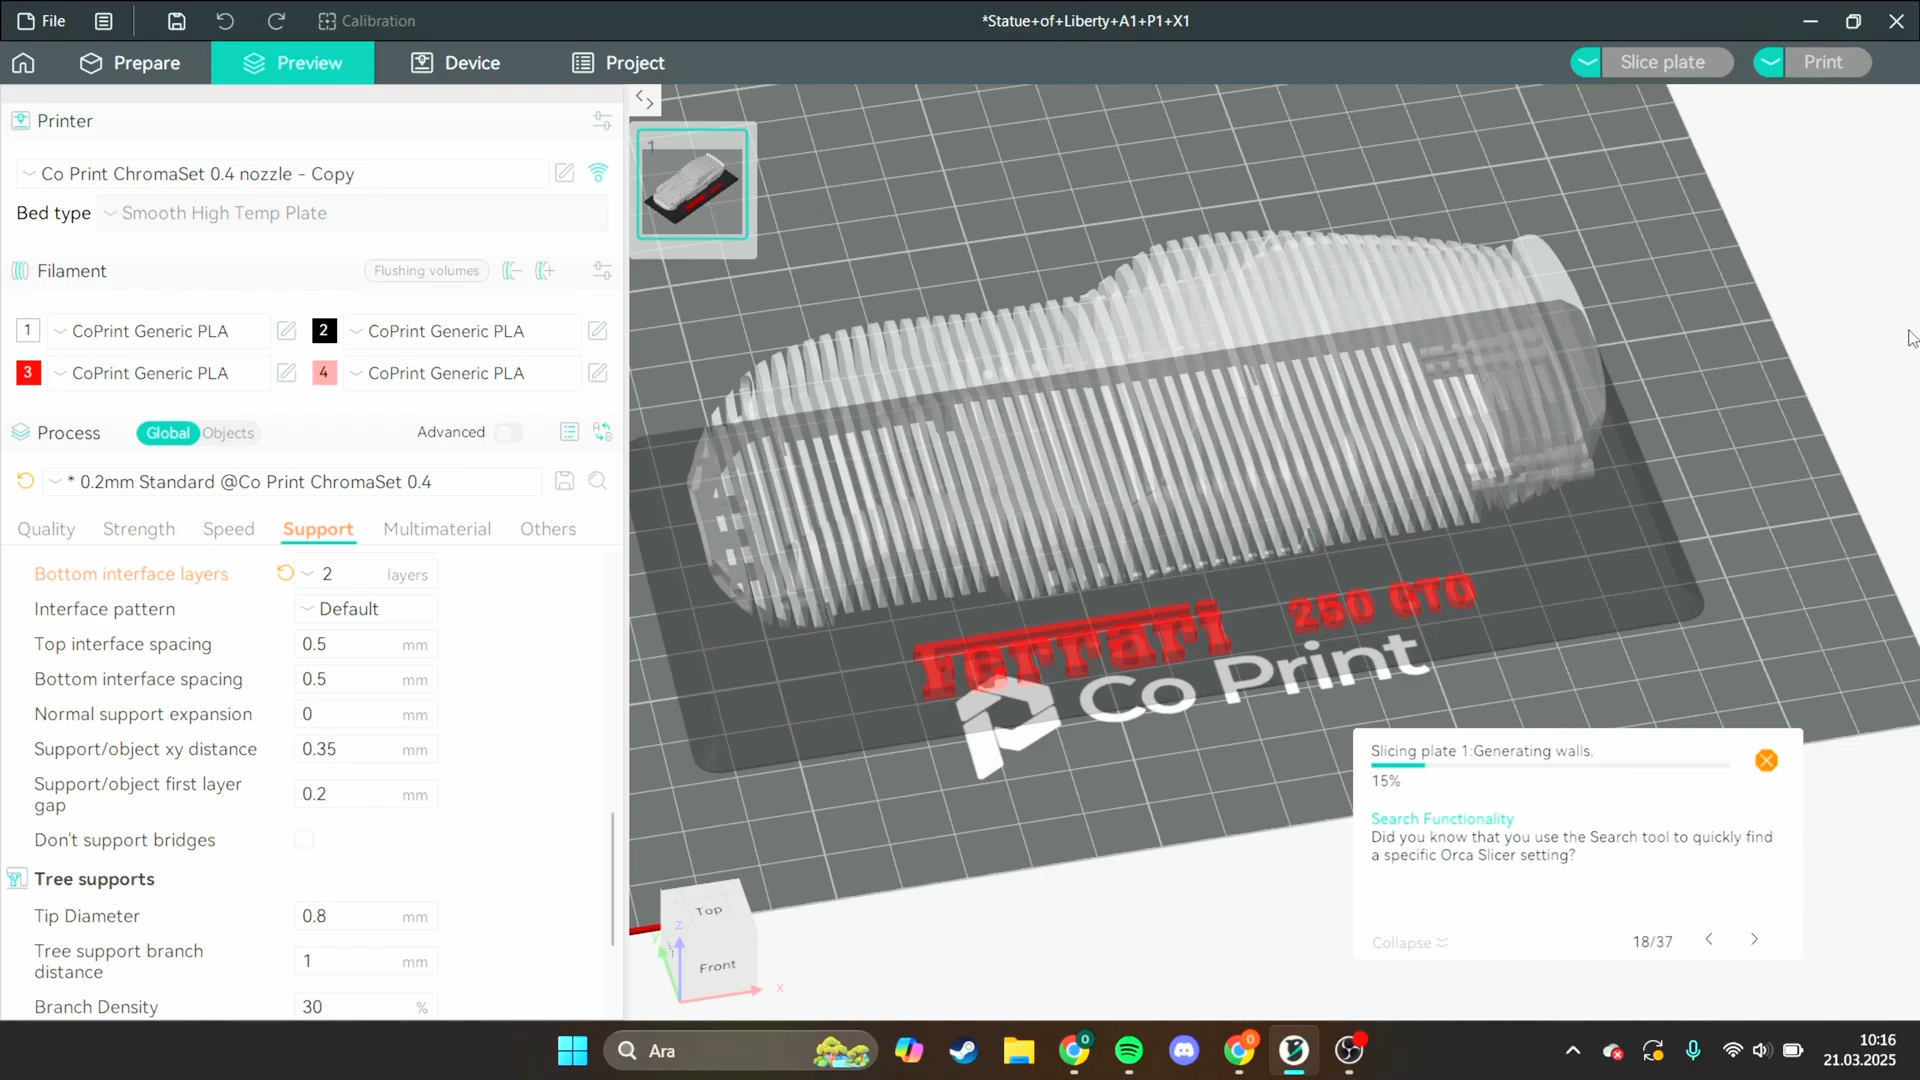 File
Calibration
*Statue+of+Liberty+A1+P1+X1
Prepare
Preview
Device
Project
Slice plate
Print
Printer
Co Print ChromaSet 0.4 nozzle - Copy
Bed type
Smooth High Temp Plate
Filament
Flushing volumes
1
CoPrint Generic PLA
2
CoPrint Generic PLA
3
CoPrint Generic PLA
4
CoPrint Generic PLA
Process
Global
Objects
Advanced
* 0.2mm Standard @Co Print ChromaSet 0.4
Quality
Strength
Speed
Support
Multimaterial
Others
Bottom interface layers
2
layers
Interface pattern
Default
Top interface spacing
0.5
mm
Bottom interface spacing
0.5
mm
Normal support expansion
0
mm
Support/object xy distance
0.35
mm
Support/object first layer
gap
0.2
mm
Don't support bridges
Tree supports
Tip Diameter
0.8
mm
Tree support branch
distance
1
mm
Branch Density
30
%
1
Ferrari
250 GTO
Co Print
Top
Front
z
y
x
Slicing plate 1:Generating walls.
15%
Search Functionality
Did you know that you use the Search tool to quickly find
a specific Orca Slicer setting?
Collapse
18/37
Ara
0
0
10:16
21.03.2025